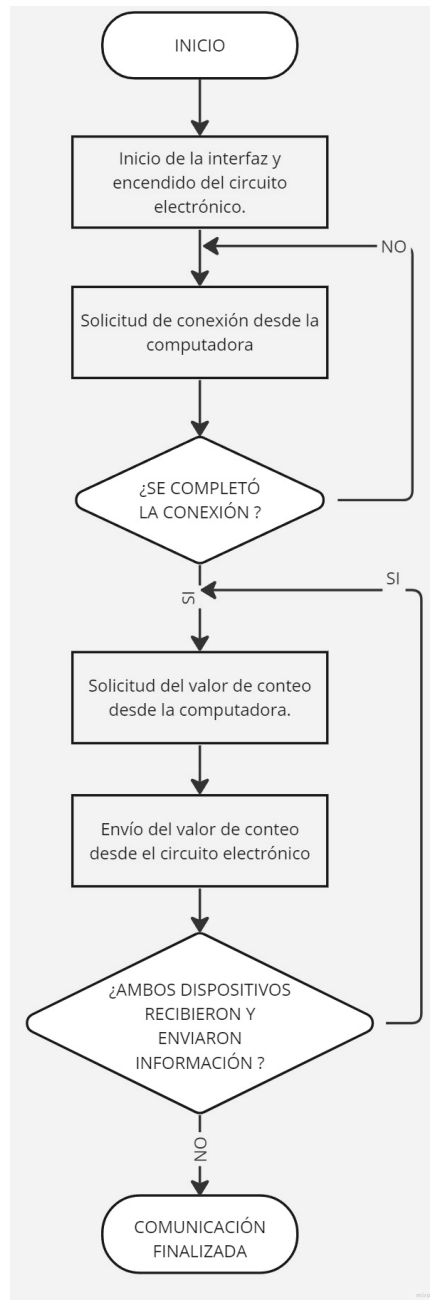 INICIO
Inicio de la interfaz y
encendido del circuito
electrónico.
NO
Solicitud de conexión desde la
computadora
¿SE COMPLETÓ
LA CONEXIÓN ?
SI
SI
Solicitud del valor de conteo
desde la computadora.
Envío del valor de conteo
desde el circuito electrónico
¿AMBOS DISPOSITIVOS
RECIBIERON Y
ENVIARON
INFORMACIÓN ?
NO
COMUNICACIÓN
FINALIZADA
miro